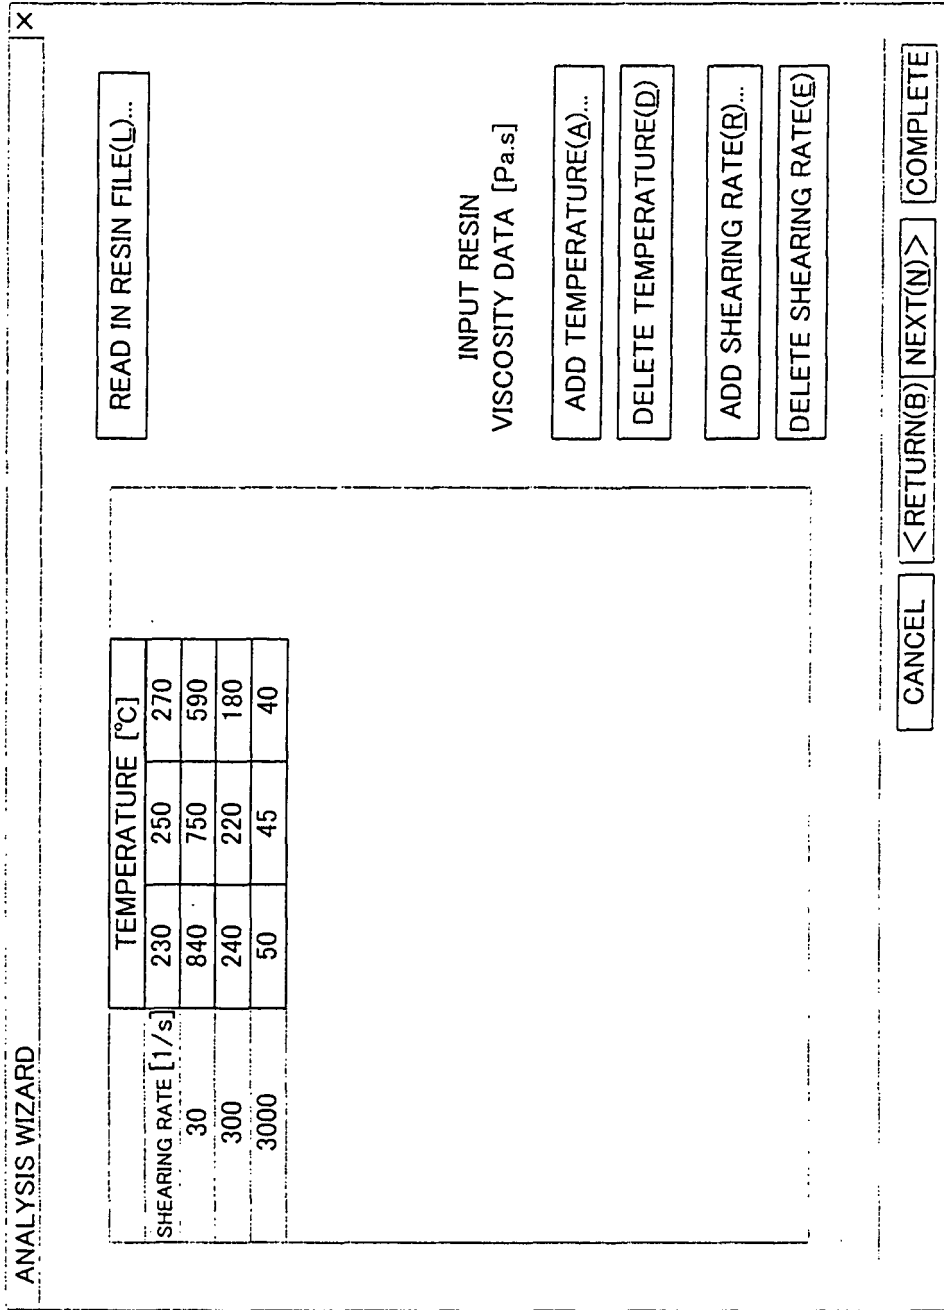 ANALYSIS WIZARD X
READ IN RESIN FILE(L)...
TEMPERATURE [°C]
SHEARING RATE [1/s] 230 250 270
30 840 750 590
300 240 220 180
3000 50 45 40
INPUT RESIN
VISCOSITY DATA [Pa.s]
ADD TEMPERATURE(A)...
DELETE TEMPERATURE(D)
ADD SHEARING RATE(R)...
DELETE SHEARING RATE(E)
CANCEL <RETURN(B) NEXT(N)> COMPLETE